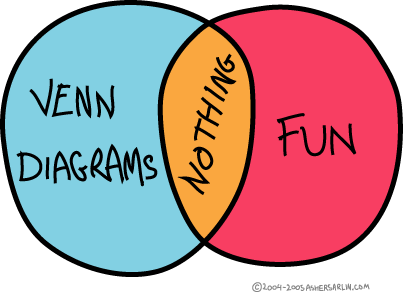 VENN
DIAGRAMS
NOTHING
FUN
©2004-2005 ASHERSARLIN.COM